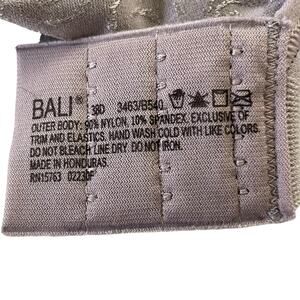 BALI® 38D 3463/B540
OUTER BODY: 90% NYLON, 10% SPANDEX. EXCLUSIVE OF
TRIM AND ELASTICS. HAND WASH COLD WITH LIKE COLORS.
DO NOT BLEACH. LINE DRY. DO NOT IRON.
MADE IN HONDURAS.
RN15763 02230F